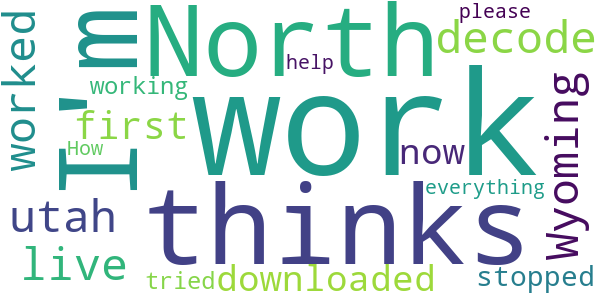 please
North
decode
I'm
worked
help
working
work
first
Wyoming
How
now
thinks
everything
utah
live
tried
downloaded
stopped